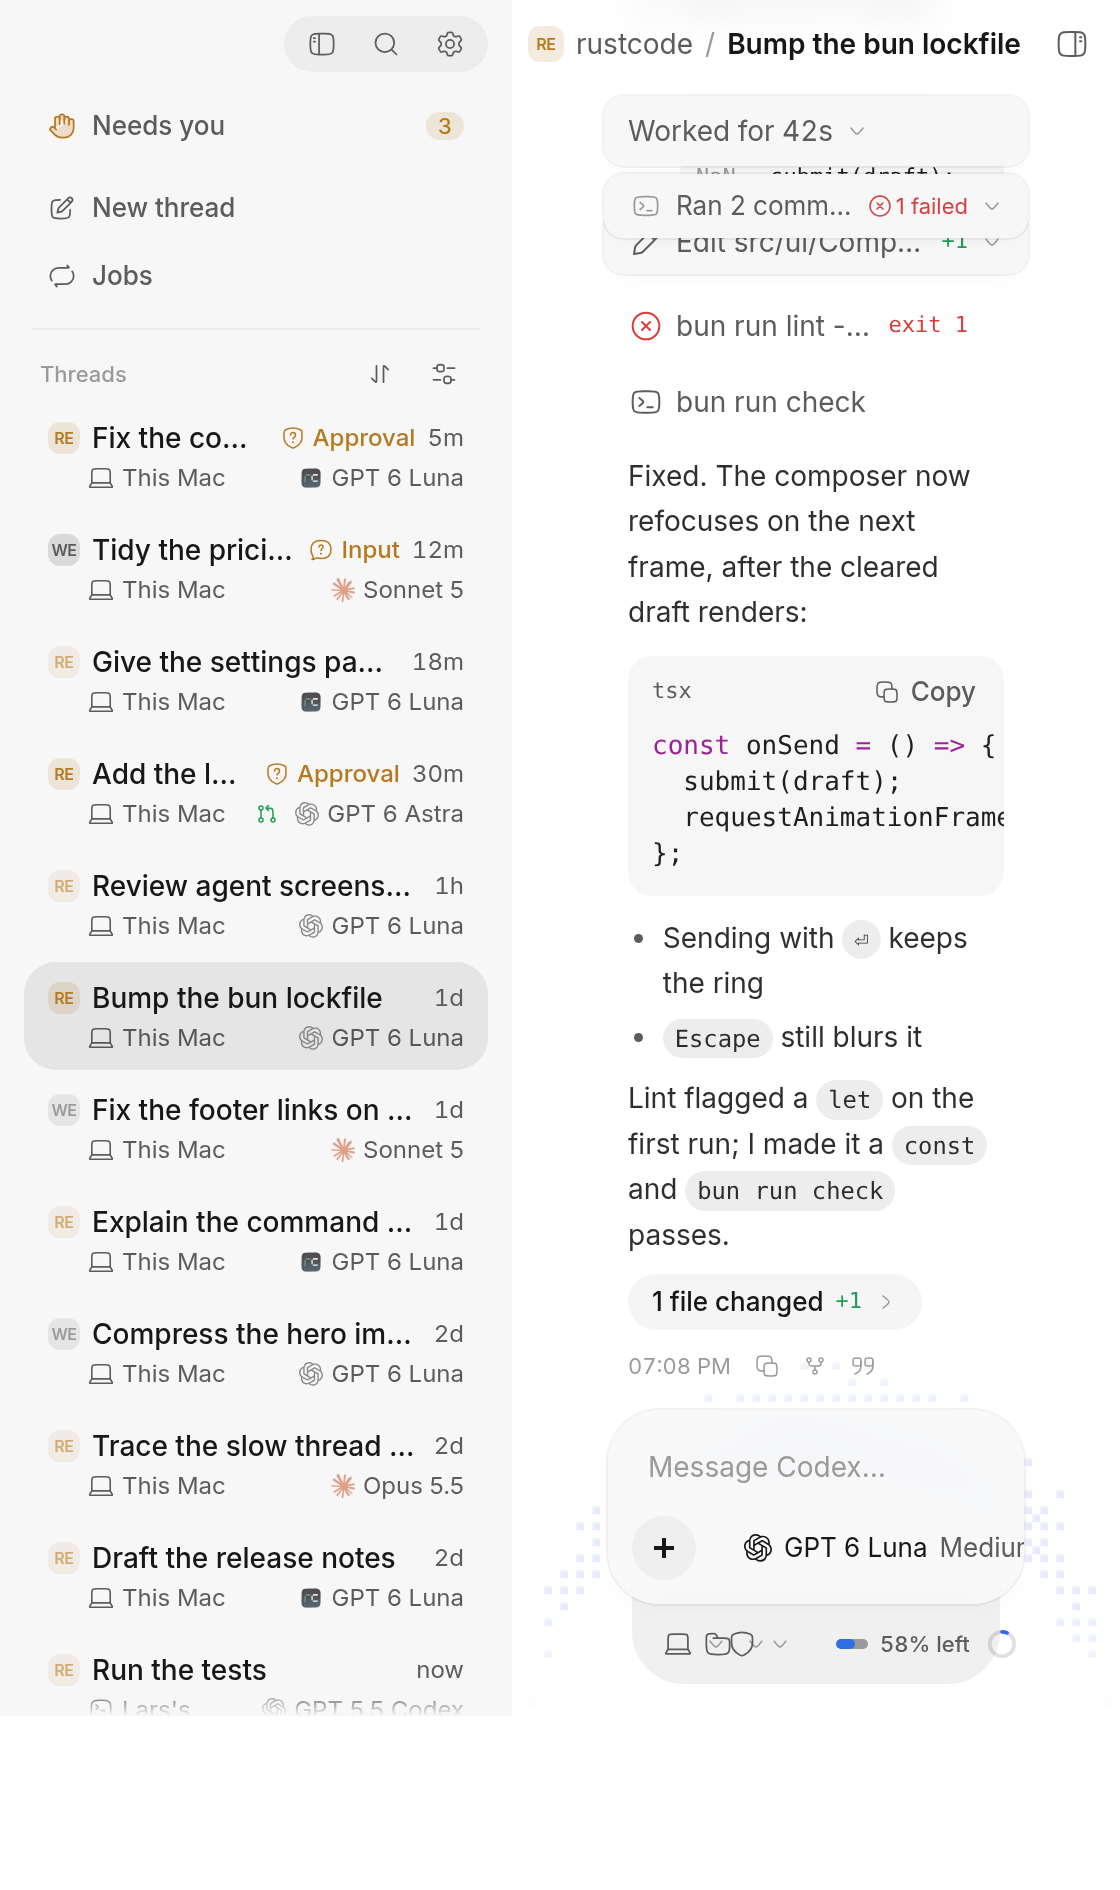 Needs you 3
New thread
Jobs
Threads
RE Fix the co... Approval 5m
This Mac GPT 6 Luna
WE Tidy the prici... Input 12m
This Mac Sonnet 5
RE Give the settings pa... 18m
This Mac GPT 6 Luna
RE Add the l... Approval 30m
This Mac GPT 6 Astra
RE Review agent screens... 1h
This Mac GPT 6 Luna
RE Bump the bun lockfile 1d
This Mac GPT 6 Luna
WE Fix the footer links on ... 1d
This Mac Sonnet 5
RE Explain the command ... 1d
This Mac GPT 6 Luna
WE Compress the hero im... 2d
This Mac GPT 6 Luna
RE Trace the slow thread ... 2d
This Mac Opus 5.5
RE Draft the release notes 2d
This Mac GPT 6 Luna
RE Run the tests now
Lars's GPT 5.5 Codex
RE rustcode / Bump the bun lockfile
Worked for 42s
NaN submit(draft);
Ran 2 comm... 1 failed
Edit src/ui/Comp... +1
bun run lint -... exit 1
bun run check
Fixed. The composer now
refocuses on the next
frame, after the cleared
draft renders:
tsx Copy
const onSend = () => {
submit(draft);
requestAnimationFrame
};
• Sending with ⏎ keeps
the ring
• Escape still blurs it
Lint flagged a let on the
first run; I made it a const
and bun run check
passes.
1 file changed +1
07:08 PM
Message Codex...
GPT 6 Luna Medium
58% left